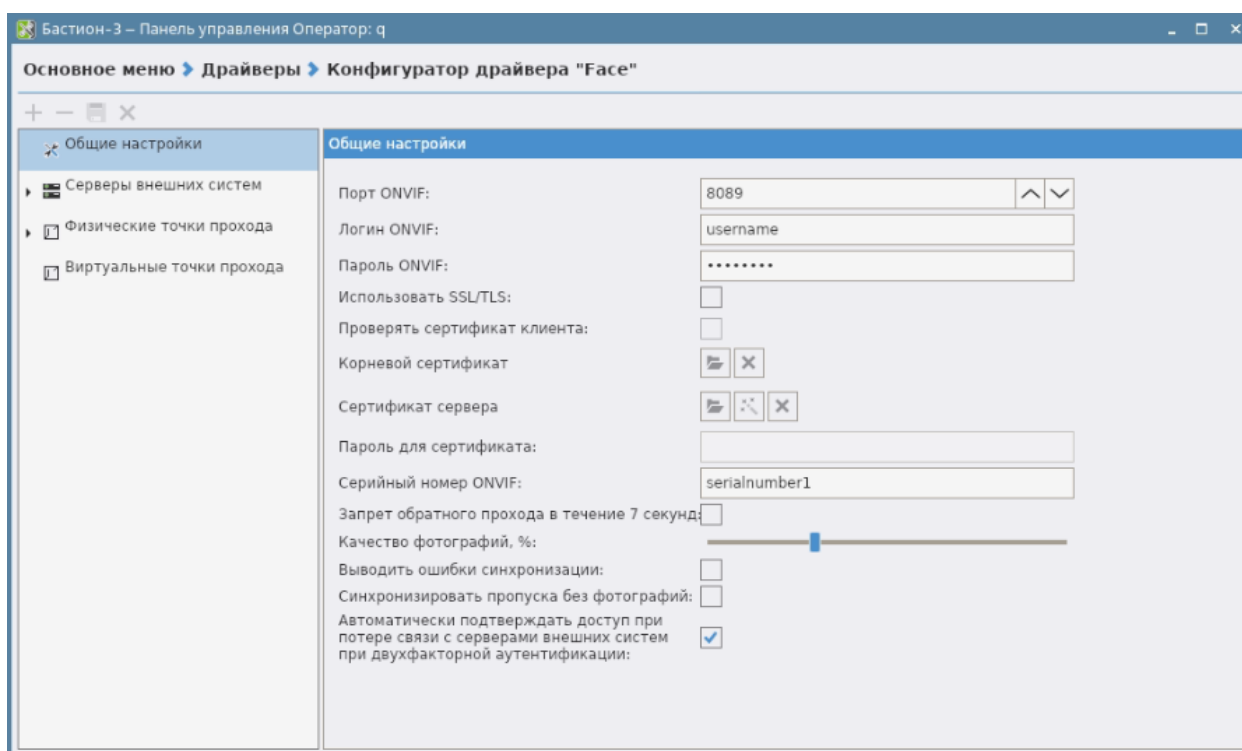 Бастион-3 – Панель управления Оператор: q
Основное меню Драйверы Конфигуратор драйвера "Face"
Общие настройки
Серверы внешних систем
Физические точки прохода
Виртуальные точки прохода
Общие настройки
Порт ONVIF: 8089
Логин ONVIF: username
Пароль ONVIF: ••••••••
Использовать SSL/TLS:
Проверять сертификат клиента:
Корневой сертификат
Сертификат сервера
Пароль для сертификата:
Серийный номер ONVIF: serialnumber1
Запрет обратного прохода в течение 7 секунд:
Качество фотографий, %:
Выводить ошибки синхронизации:
Синхронизировать пропуска без фотографий:
Автоматически подтверждать доступ при
потере связи с серверами внешних систем
при двухфакторной аутентификации: